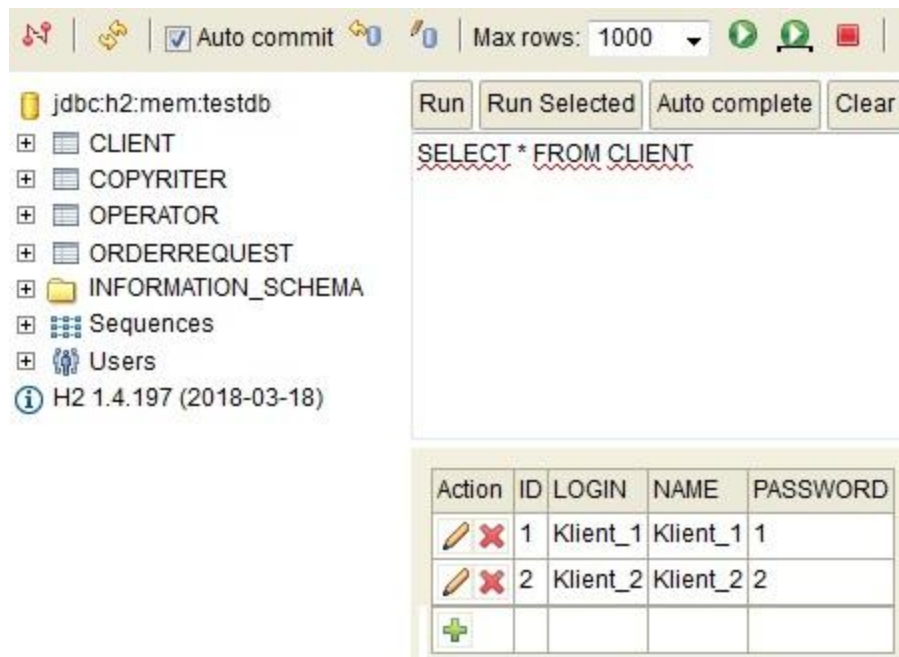 Auto commit Max rows: 1000
jdbc:h2:mem:testdb
CLIENT
COPYRITER
OPERATOR
ORDERREQUEST
INFORMATION_SCHEMA
Sequences
Users
H2 1.4.197 (2018-03-18)
Run Run Selected Auto complete Clear
SELECT * FROM CLIENT
Action ID LOGIN NAME PASSWORD
1 Klient_1 Klient_1 1
2 Klient_2 Klient_2 2